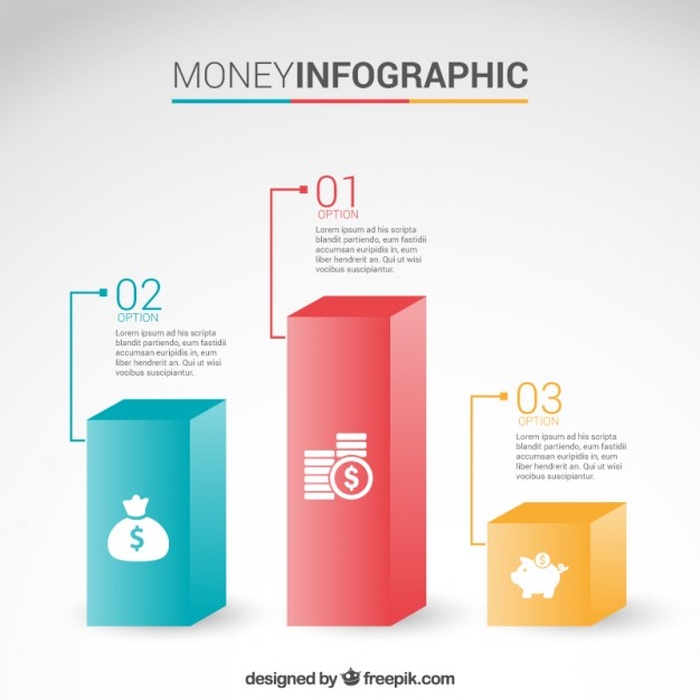 MONEYINFOGRAPHIC
01
OPTION
Lorem ipsum ad his scripta
blandit partiendo, eum fastidii
accumsan euripidis in, eum
liber hendrerit an. Qui ut wisi
vocibus suscipiantur.
02
OPTION
Lorem ipsum ad his scripta
blandit partiendo, eum fastidii
accumsan euripidis in, eum
liber hendrerit an. Qui ut wisi
vocibus suscipiantur.
03
OPTION
Lorem ipsum ad his scripta
blandit partiendo, eum fastidii
accumsan euripidis in, eum
liber hendrerit an. Qui ut wisi
vocibus suscipiantur.
$
$
$
designed by freepik.com